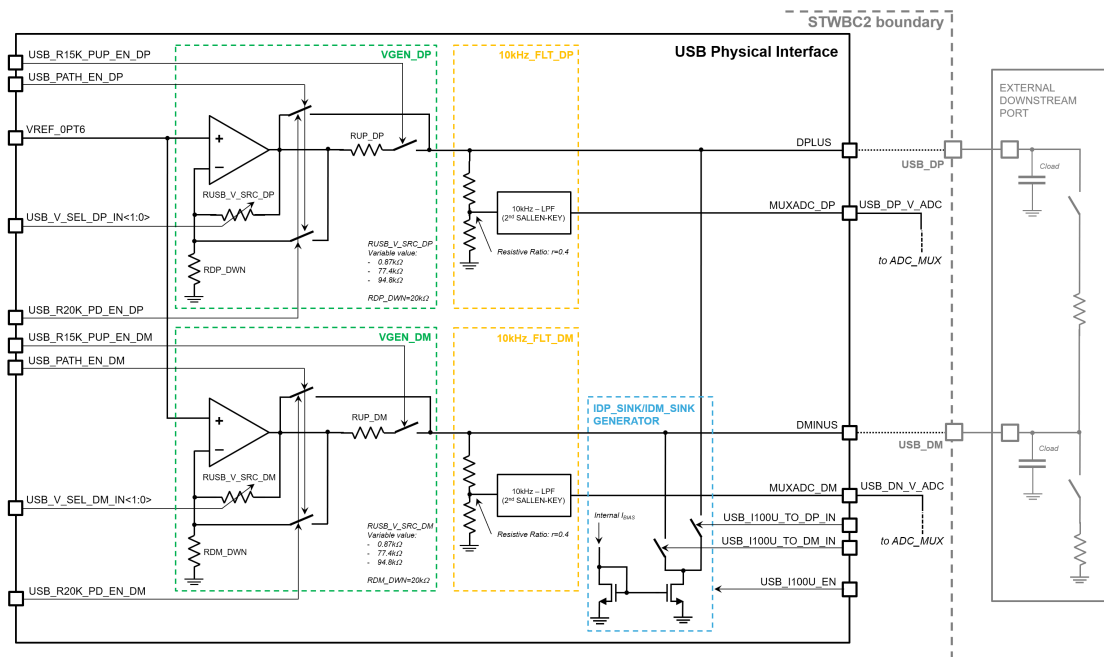 STWBC2 boundary
USB Physical Interface
USB_R15K_PUP_EN_DP
USB_PATH_EN_DP
VREF_0PT6
USB_V_SEL_DP_IN<1:0>
USB_R20K_PD_EN_DP
USB_R15K_PUP_EN_DM
USB_PATH_EN_DM
USB_V_SEL_DM_IN<1:0>
USB_R20K_PD_EN_DM
VGEN_DP
+
−
RUP_DP
RUSB_V_SRC_DP
RDP_DWN
RUSB_V_SRC_DP
Variable value:
- 0.87kΩ
- 77.4kΩ
- 94.8kΩ
RDP_DWN=20kΩ
10kHz_FLT_DP
10kHz – LPF
(2nd SALLEN-KEY)
Resistive Ratio: r=0.4
VGEN_DM
+
−
RUP_DM
RUSB_V_SRC_DM
RDM_DWN
RUSB_V_SRC_DM
Variable value:
- 0.87kΩ
- 77.4kΩ
- 94.8kΩ
RDM_DWN=20kΩ
10kHz_FLT_DM
10kHz – LPF
(2nd SALLEN-KEY)
Resistive Ratio: r=0.4
IDP_SINK/IDM_SINK
GENERATOR
Internal IBIAS
DPLUS
USB_DP
MUXADC_DP
USB_DP_V_ADC
to ADC_MUX
DMINUS
USB_DM
MUXADC_DM
USB_DN_V_ADC
to ADC_MUX
USB_I100U_TO_DP_IN
USB_I100U_TO_DM_IN
USB_I100U_EN
EXTERNAL
DOWNSTREAM
PORT
Cload
Cload